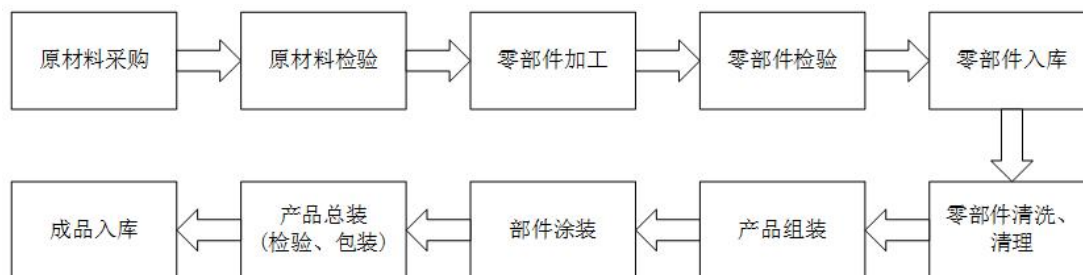 原材料采购
原材料检验
零部件加工
零部件检验
零部件入库
零部件清洗、
清理
产品组装
部件涂装
产品总装
(检验、包装)
成品入库